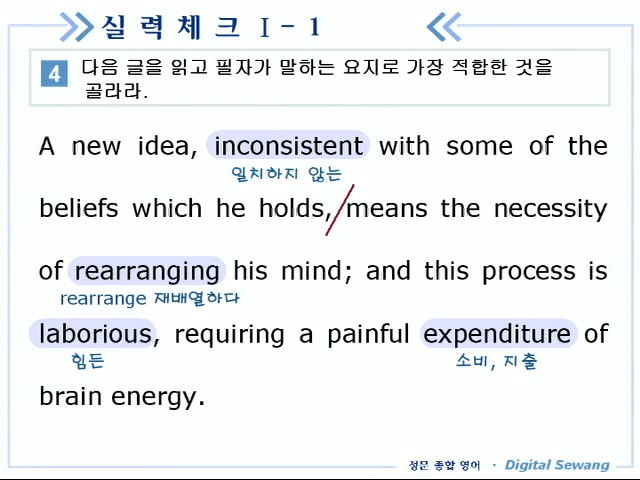 실력체크 I - 1
4 다음 글을 읽고 필자가 말하는 요지로 가장 적합한 것을
골라라.
A new idea, inconsistent with some of the
일치하지 않는
beliefs which he holds, means the necessity
of rearranging his mind; and this process is
rearrange 재배열하다
laborious, requiring a painful expenditure of
힘든 소비, 지출
brain energy.
성문 종합 영어 · Digital Sewang